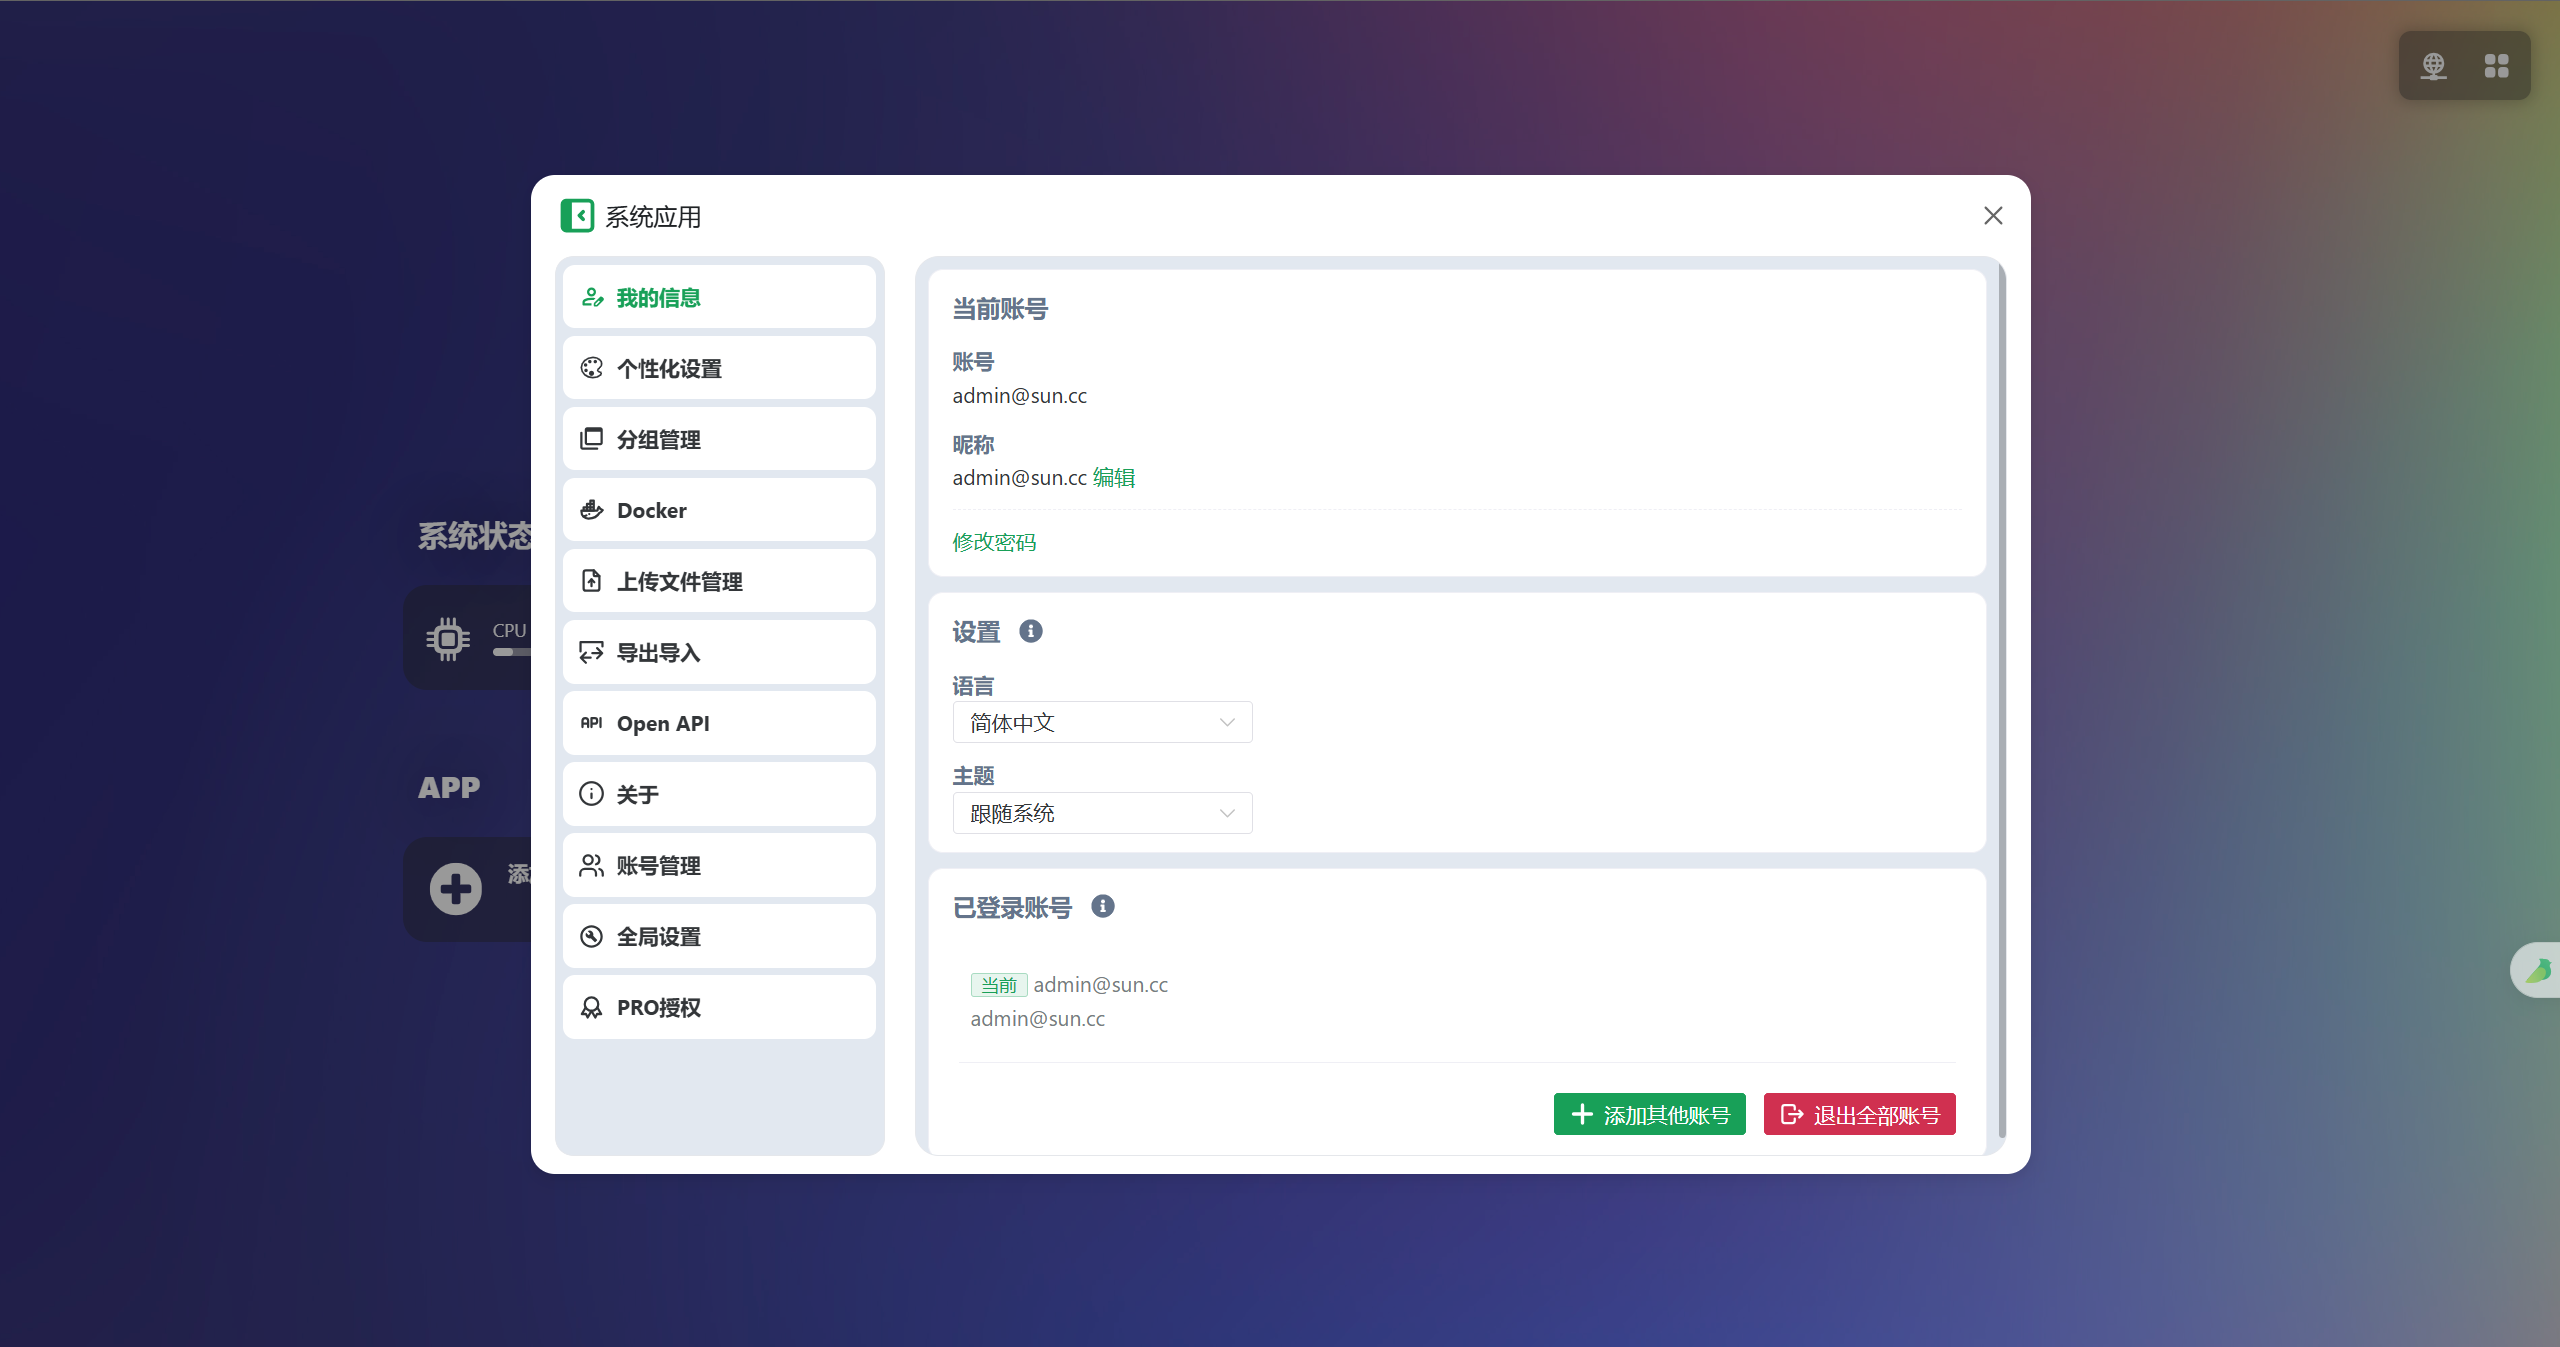 系统应用
我的信息
个性化设置
分组管理
Docker
上传文件管理
导出导入
API Open API
关于
账号管理
全局设置
PRO授权
当前账号
账号
admin@sun.cc
昵称
admin@sun.cc 编辑
修改密码
设置
语言
简体中文
主题
跟随系统
已登录账号
当前 admin@sun.cc
admin@sun.cc
添加其他账号
退出全部账号
系统状态
CPU
APP
添